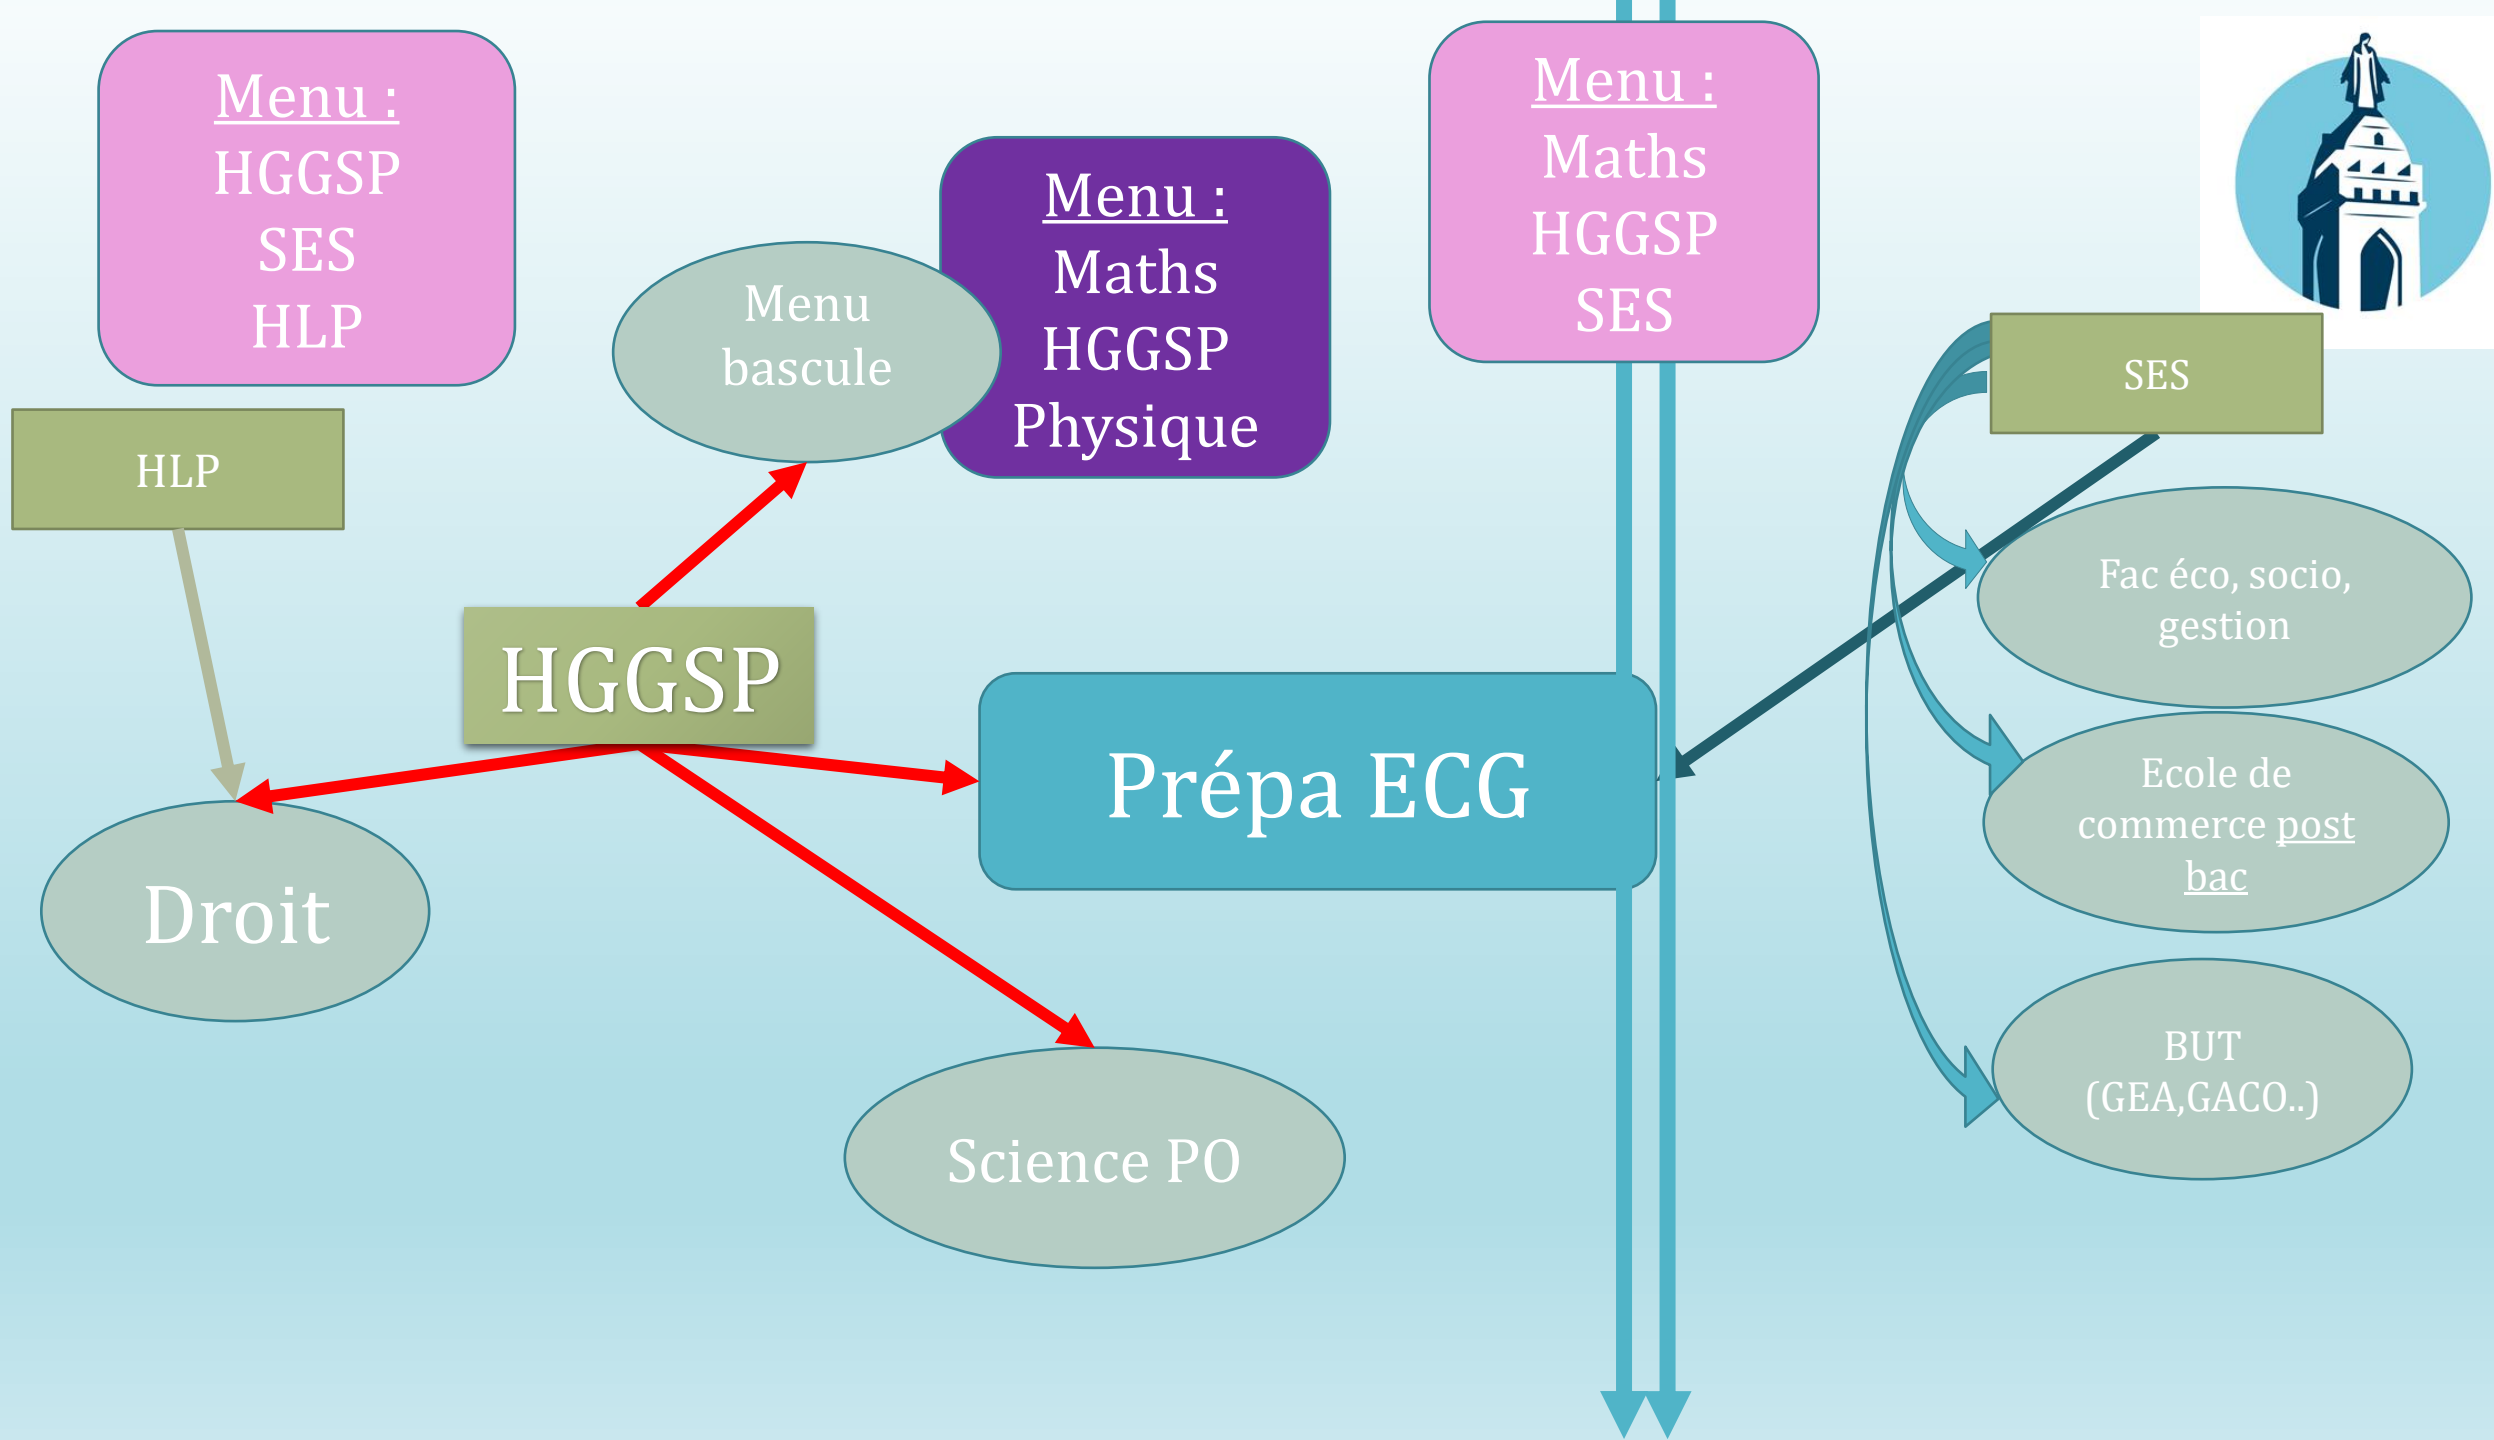 Menu :
HGGSP
SES
HLP
Menu
bascule
Menu :
Maths
HGGSP
Physique
Menu :
Maths
HGGSP
SES
SES
HLP
HGGSP
Prépa ECG
Droit
Science PO
Fac éco, socio,
gestion
Ecole de
commerce post
bac
BUT
(GEA,GACO..)